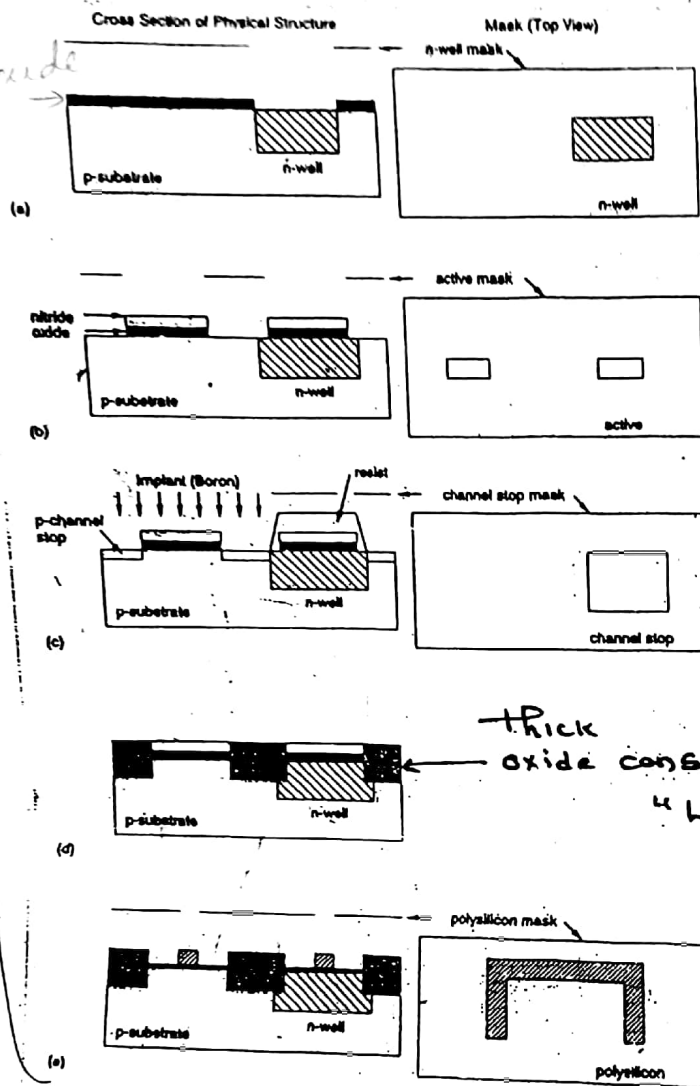 Cross Section of Physical Structure
Mask (Top View)
n-well mask
p-substrate
n-well
n-well
(a)
active mask
nitride
oxide
p-substrate
n-well
active
(b)
Implant (Boron)
resist
channel stop mask
p-channel
stop
p-substrate
n-well
channel stop
(c)
thick
oxide
p-substrate
n-well
(d)
polysilicon mask
p-substrate
n-well
polysilicon
(e)